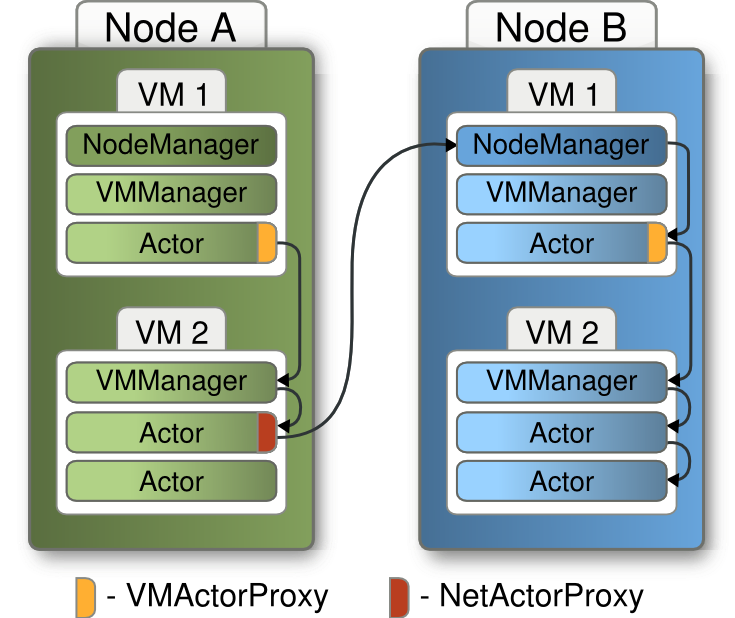 Node A
VM 1
NodeManager
VMManager
Actor
VM 2
VMManager
Actor
Actor
Node B
VM 1
NodeManager
VMManager
Actor
VM 2
VMManager
Actor
Actor
- VMActorProxy
- NetActorProxy